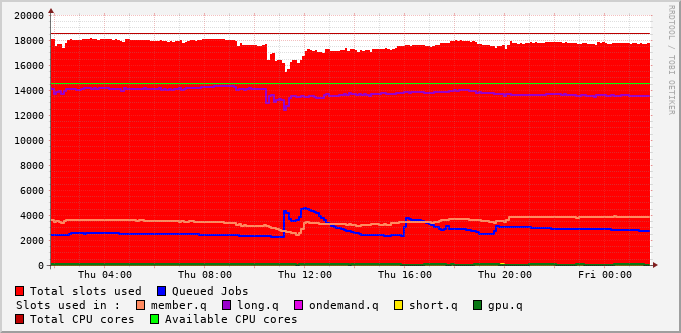 20000
18000
16000
14000
12000
10000
8000
6000
4000
2000
0
Thu 04:00 Thu 08:00 Thu 12:00 Thu 16:00 Thu 20:00 Fri 00:00
RRDTOOL / TOBI OETIKER
Total slots used Queued Jobs
Slots used in : member.q long.q ondemand.q short.q gpu.q
Total CPU cores Available CPU cores